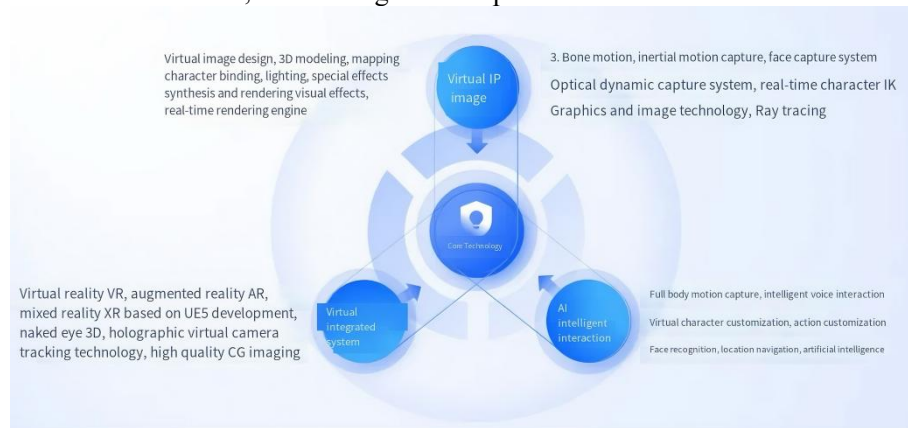 Virtual image design, 3D modeling, mapping
character binding, lighting, special effects
synthesis and rendering visual effects,
real-time rendering engine
Virtual IP
image
3. Bone motion, inertial motion capture, face capture system
Optical dynamic capture system, real-time character IK
Graphics and image technology, Ray tracing
Core Technology
Virtual reality VR, augmented reality AR,
mixed reality XR based on UE5 development,
naked eye 3D, holographic virtual camera
tracking technology, high quality CG imaging
Virtual
integrated
system
AI
intelligent
interaction
Full body motion capture, intelligent voice interaction
Virtual character customization, action customization
Face recognition, location navigation, artificial intelligence